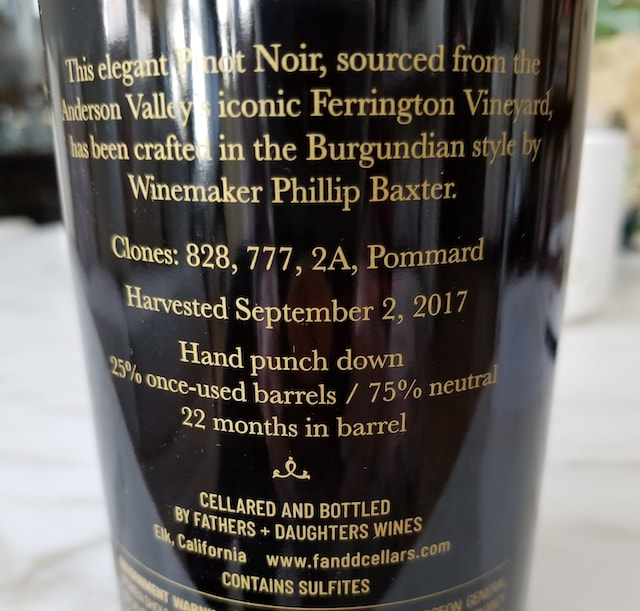 This elegant Pinot Noir, sourced from the
Anderson Valley's iconic Ferrington Vineyard,
has been crafted in the Burgundian style by
Winemaker Phillip Baxter.
Clones: 828, 777, 2A, Pommard
Harvested September 2, 2017
Hand punch down
25% once-used barrels / 75% neutral
22 months in barrel
CELLARED AND BOTTLED
BY FATHERS + DAUGHTERS WINES
Elk, California www.fanddcellars.com
CONTAINS SULFITES
GENERAL